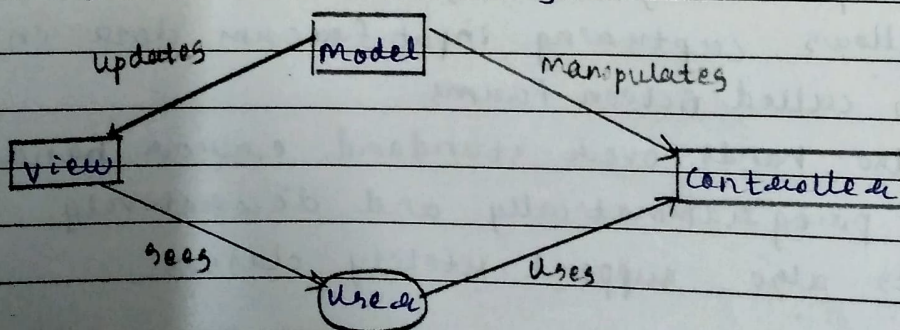 Model
updates
manipulates
view
controller
sees
uses
User